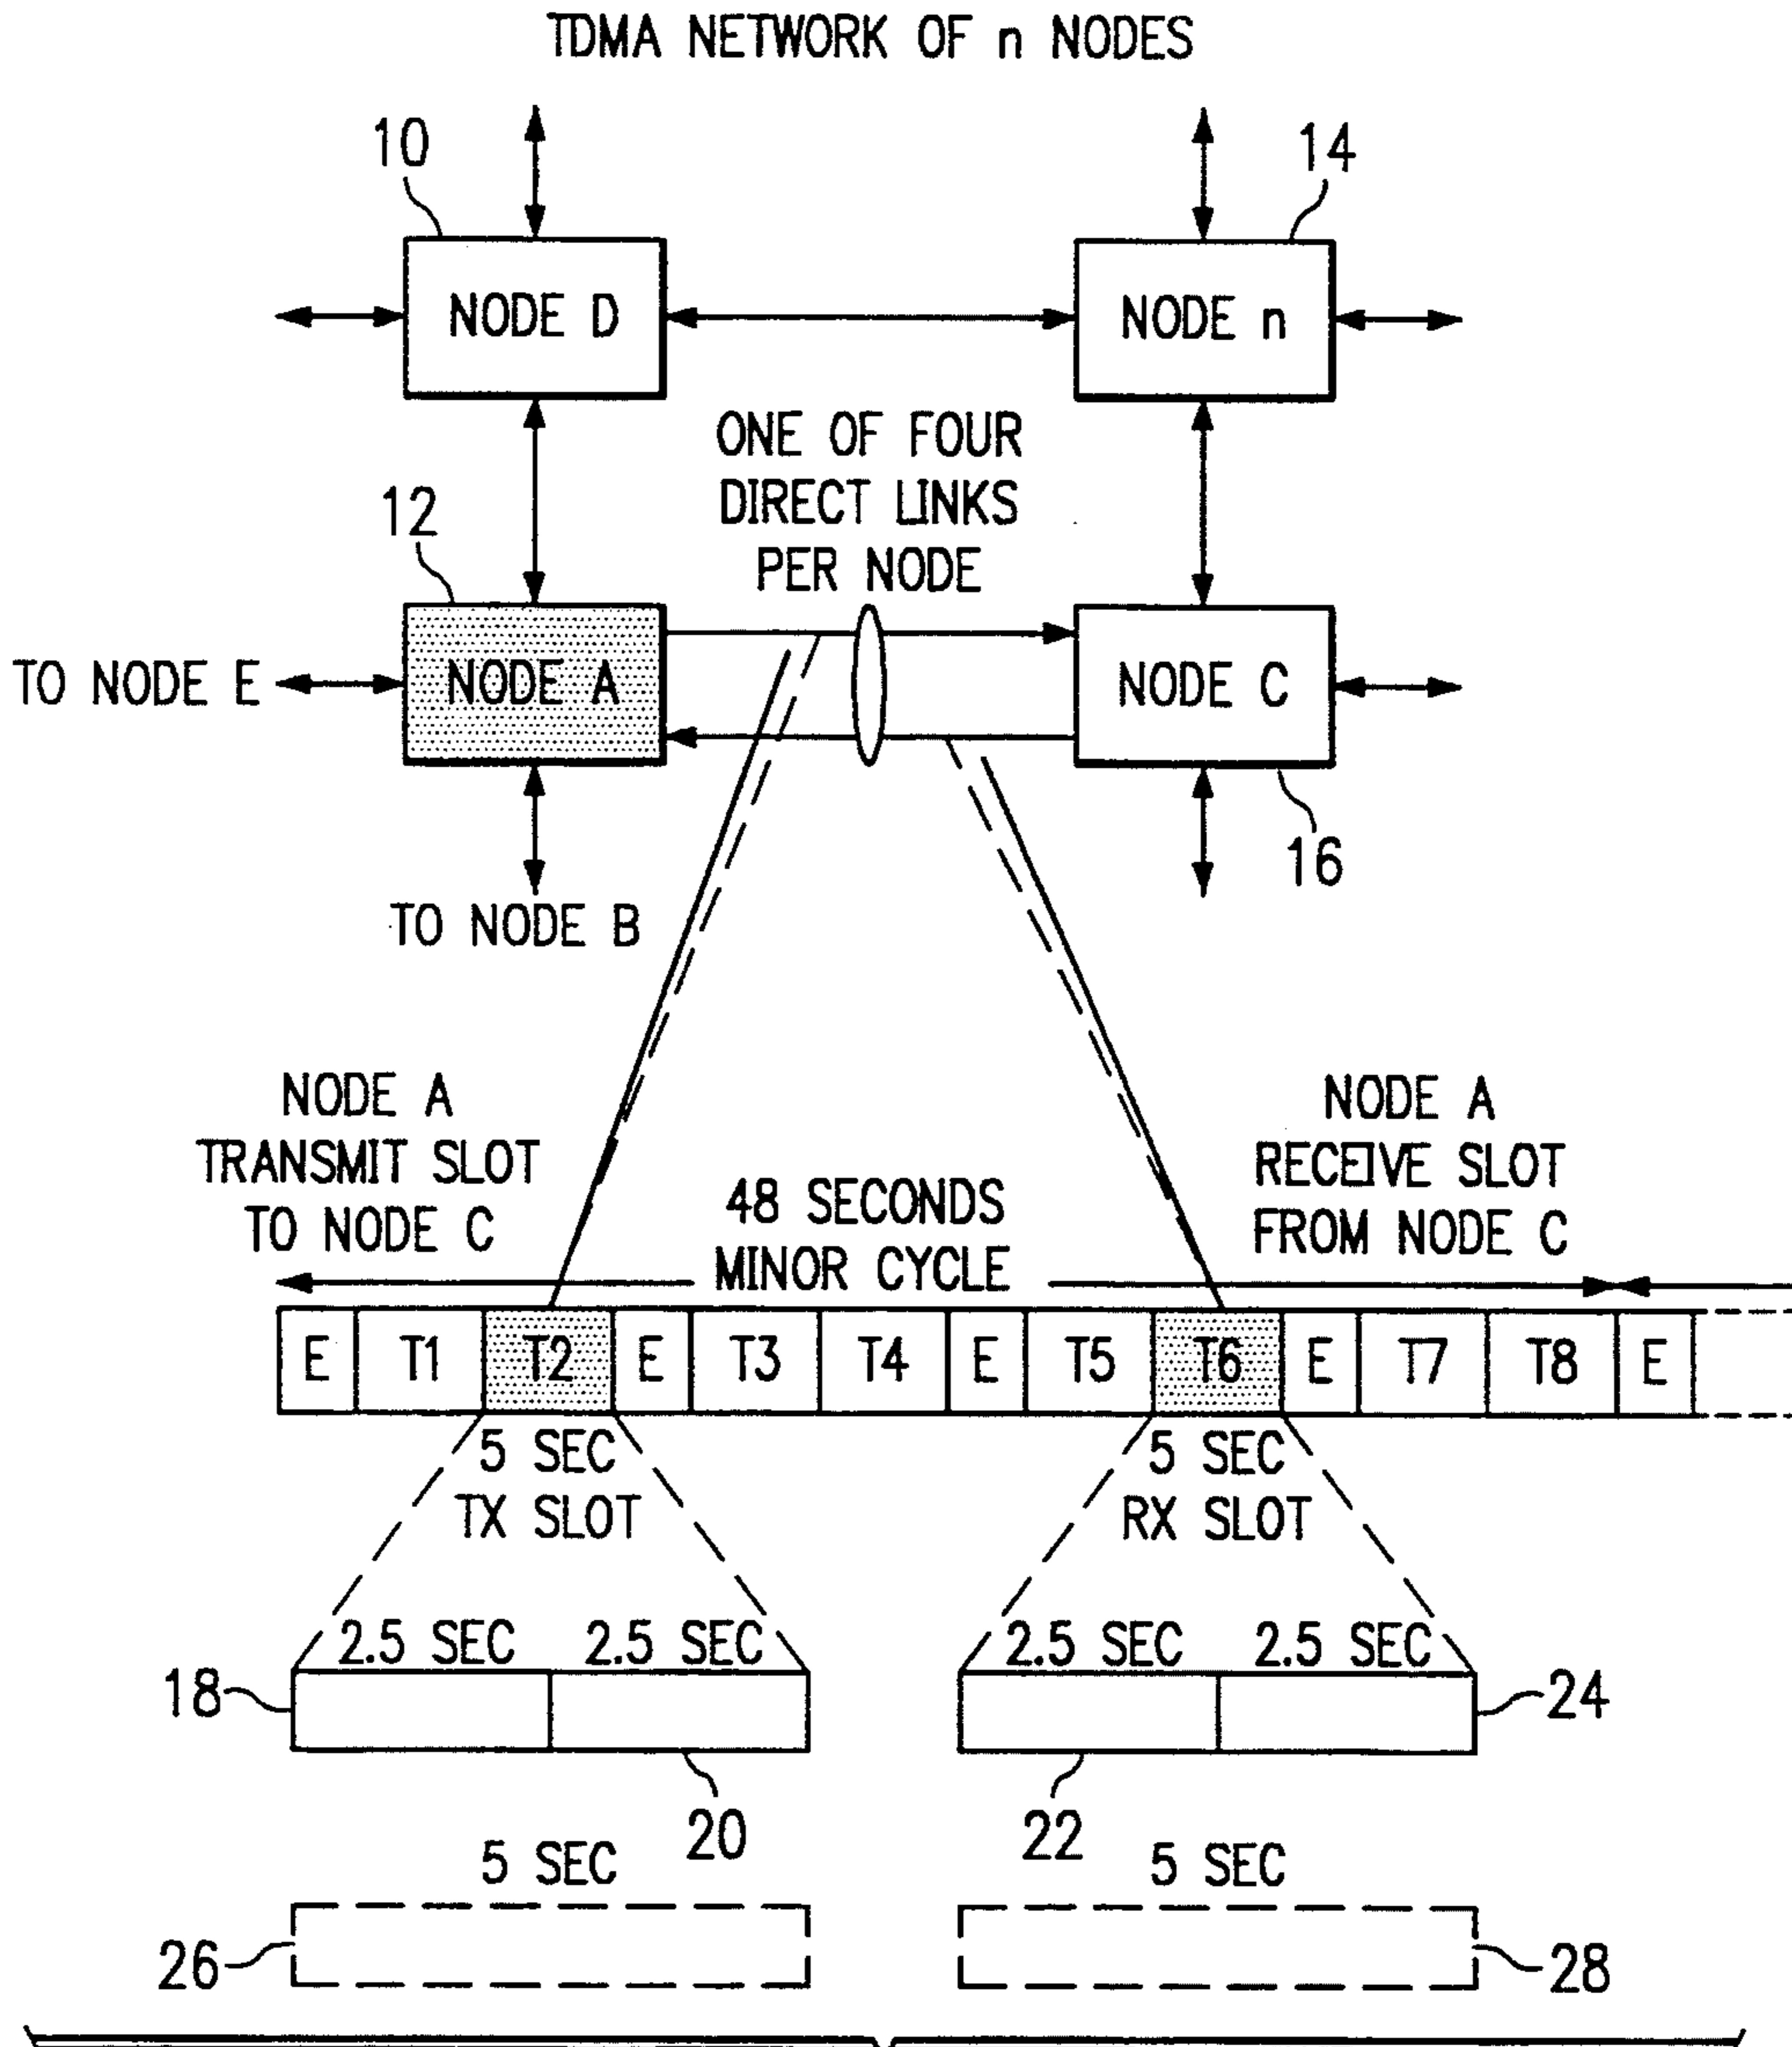 TDMA NETWORK OF n NODES
10
14
NODE D
NODE n
ONE OF FOUR
DIRECT LINKS
PER NODE
12
TO NODE E
NODE A
NODE C
16
TO NODE B
NODE A
TRANSMIT SLOT
TO NODE C
48 SECONDS
MINOR CYCLE
NODE A
RECEIVE SLOT
FROM NODE C
E T1 T2 E T3 T4 E T5 T6 E T7 T8 E
5 SEC
TX SLOT
5 SEC
RX SLOT
2.5 SEC 2.5 SEC
2.5 SEC 2.5 SEC
18
24
20
22
5 SEC
5 SEC
26
28